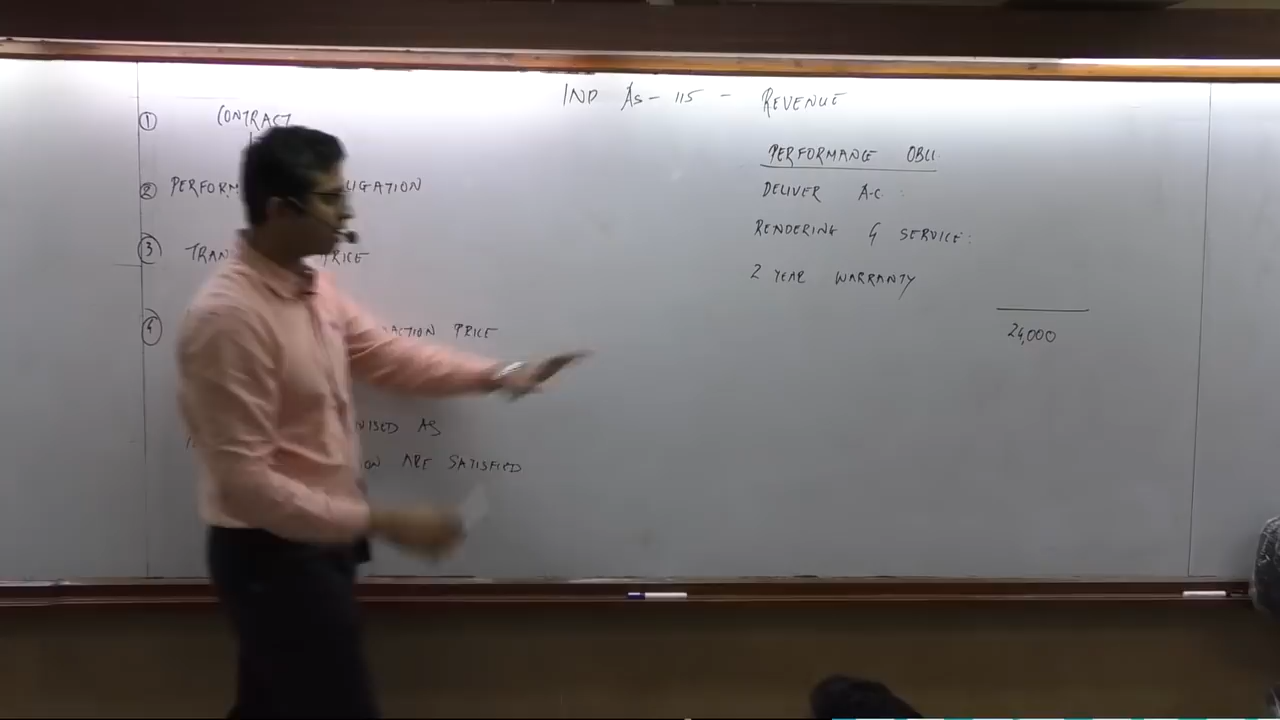 IND AS - 115 - REVENUE
① CONTRACT
② PERFORM LIGATION
③ TRAN PRICE
④ ACTION PRICE
NISED AS
ON ARE SATISFIED
PERFORMANCE OBLI.
DELIVER A.C. :
RENDERING 4 SERVICE :
2 YEAR WARRANTY
24,000